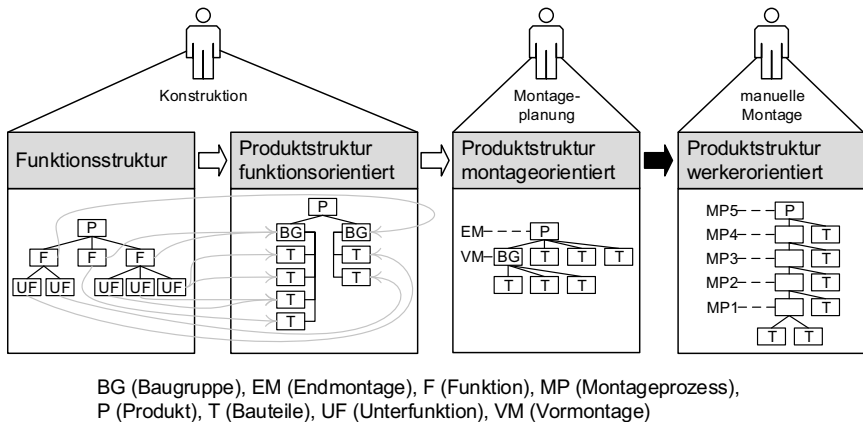 Konstruktion
Montage-
planung
manuelle
Montage
Funktionsstruktur
Produktstruktur
funktionsorientiert
Produktstruktur
montageorientiert
Produktstruktur
werkerorientiert
P
F F F
UF UF UF UF UF
P
BG BG
T T
T T
T
T
EM P
VM BG T T T
T T T
MP5 P
MP4 T
MP3 T
MP2 T
MP1 T
T T
BG (Baugruppe), EM (Endmontage), F (Funktion), MP (Montageprozess),
P (Produkt), T (Bauteile), UF (Unterfunktion), VM (Vormontage)